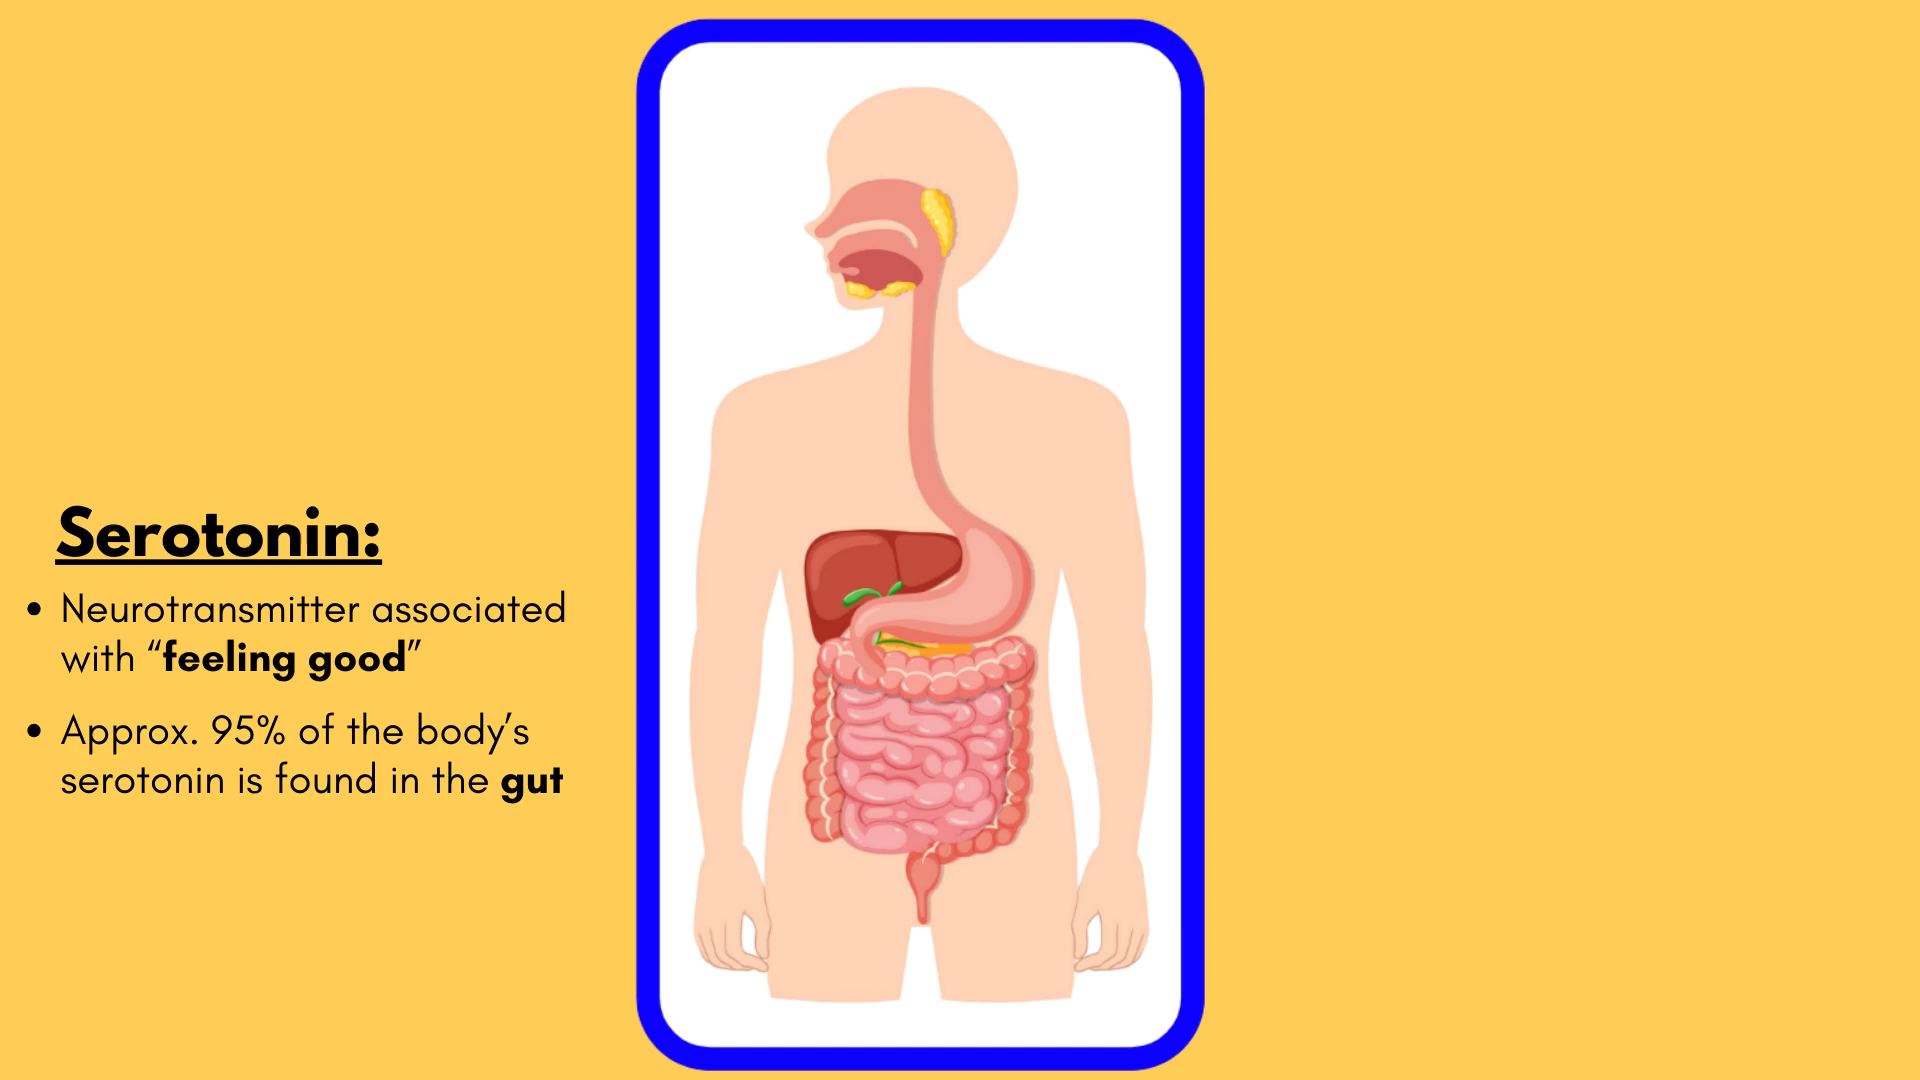 Serotonin:
• Neurotransmitter associated
with “feeling good”
• Approx. 95% of the body’s
serotonin is found in the gut